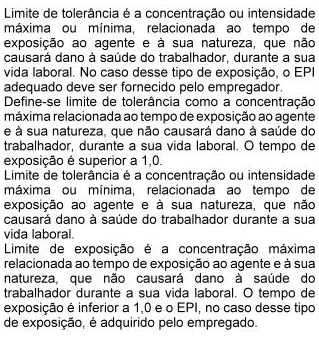 Limite de tolerância é a concentração ou intensidade
máxima ou mínima, relacionada ao tempo de
exposição ao agente e à sua natureza, que não
causará dano à saúde do trabalhador, durante a sua
vida laboral. No caso desse tipo de exposição, o EPI
adequado deve ser fornecido pelo empregador.
Define-se limite de tolerância como a concentração
máxima relacionada ao tempo de exposição ao agente
e à sua natureza, que não causará dano à saúde do
trabalhador, durante a sua vida laboral. O tempo de
exposição é superior a 1,0.
Limite de tolerância é a concentração ou intensidade
máxima ou mínima, relacionada ao tempo de
exposição ao agente e à sua natureza, que não
causará dano à saúde do trabalhador durante a sua
vida laboral.
Limite de exposição é a concentração máxima
relacionada ao tempo de exposição ao agente e à sua
natureza, que não causará dano à saúde do
trabalhador durante a sua vida laboral. O tempo de
exposição é inferior a 1,0 e o EPI, no caso desse tipo
de exposição, é adquirido pelo empregado.